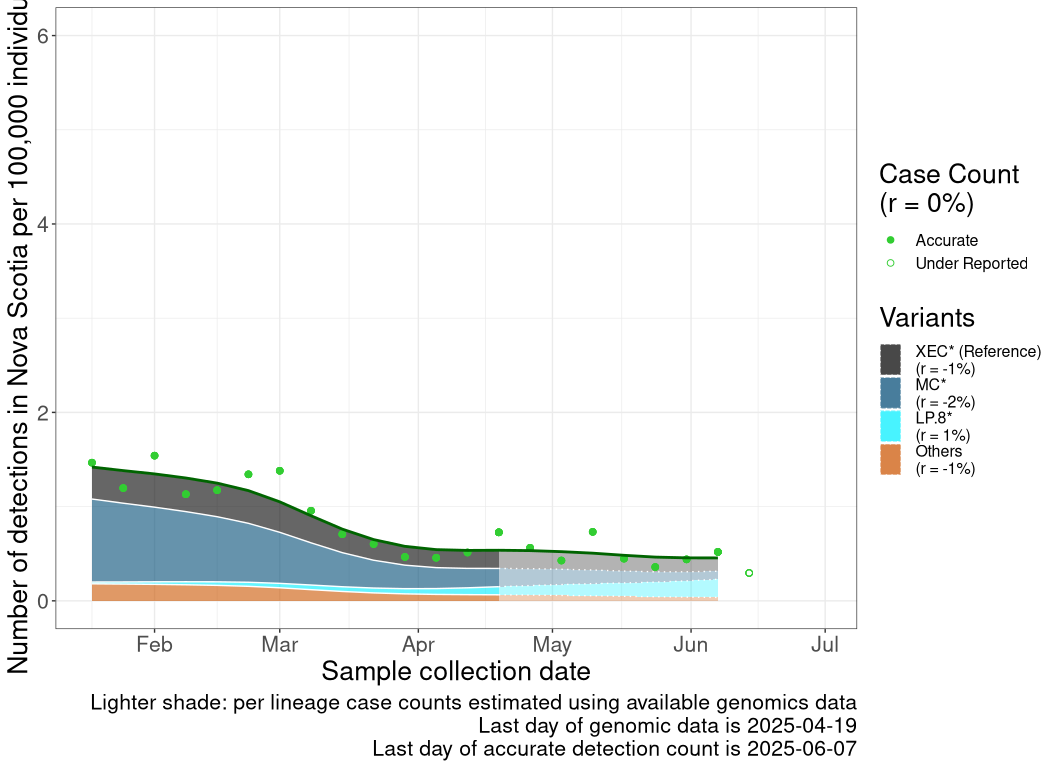 Number of detections in Nova Scotia per 100,000
6
4
2
0
Feb Mar Apr May Jun Jul
Sample collection date
Lighter shade: per lineage case counts estimated using available genomics data
Last day of genomic data is 2025-04-19
Last day of accurate detection count is 2025-06-07
Case Count
(r = 0%)
Accurate
Under Reported
Variants
XEC* (Reference)
(r = -1%)
MC*
(r = -2%)
LP.8*
(r = 1%)
Others
(r = -1%)